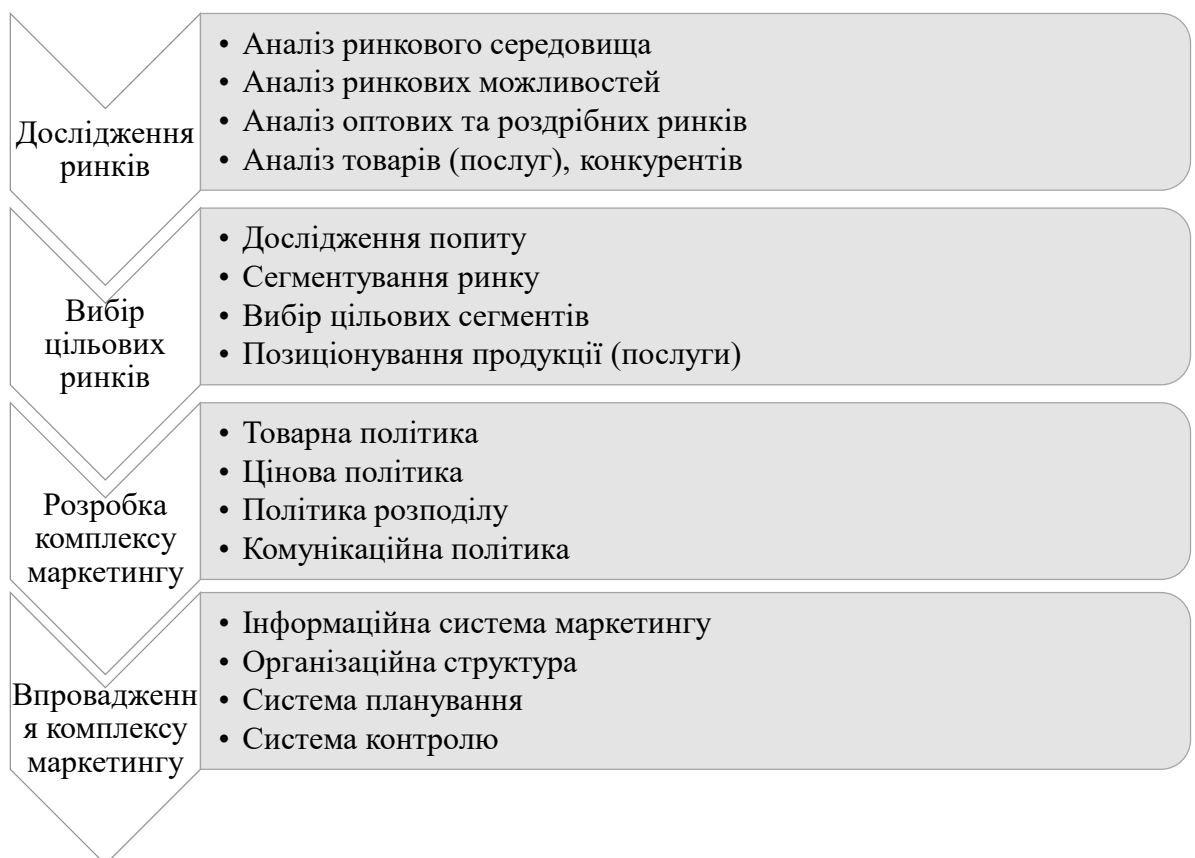 Дослідження
ринків
• Аналіз ринкового середовища
• Аналіз ринкових можливостей
• Аналіз оптових та роздрібних ринків
• Аналіз товарів (послуг), конкурентів
Вибір
цільових
ринків
• Дослідження попиту
• Сегментування ринку
• Вибір цільових сегментів
• Позиціонування продукції (послуги)
Розробка
комплексу
маркетингу
• Товарна політика
• Цінова політика
• Політика розподілу
• Комунікаційна політика
Впровадженн
я комплексу
маркетингу
• Інформаційна система маркетингу
• Організаційна структура
• Система планування
• Система контролю